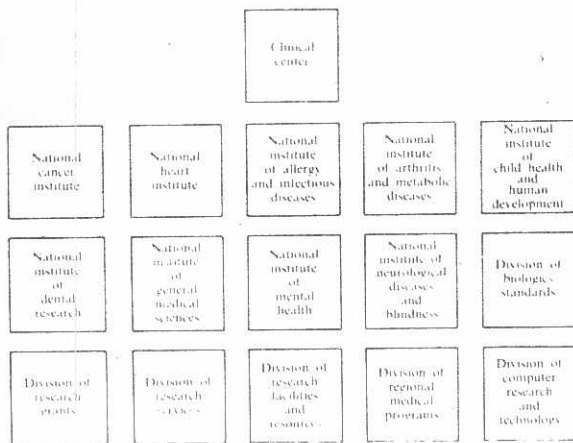 Clinical
center
National
cancer
institute
National
heart
institute
National
institute
of allergy
and infectious
diseases
National
institute
of arthritis
and metabolic
diseases
National
institute
of
child health
and
human
development
National
institute
of
dental
research
National
institute
of
general
medical
sciences
National
institute
of
mental
health
National
institute of
neurological
diseases
and
blindness
Division of
biologics
standards
Division of
research
grants
Division of
research
services
Division of
research
facilities
and
resources
Division of
regional
medical
programs
Division of
computer
research
and
technology